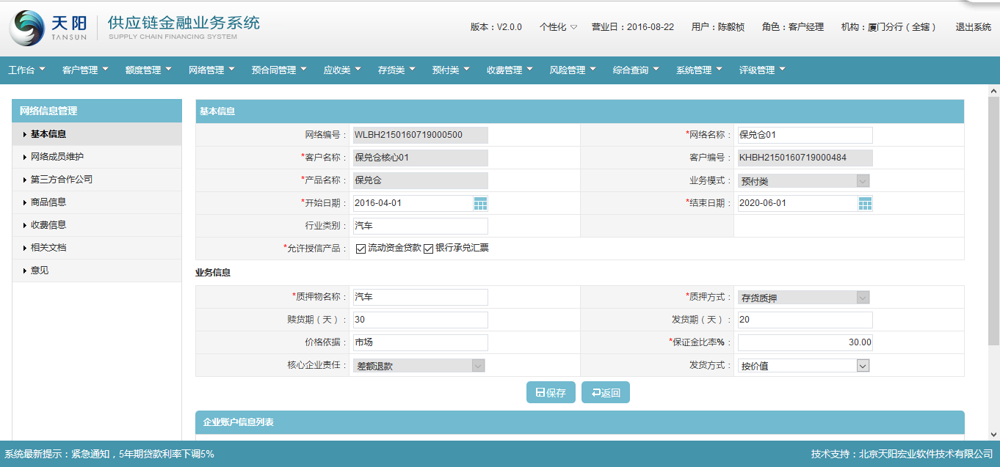 天阳 TANSUN 供应链金融业务系统 SUPPLY CHAIN FINANCING SYSTEM
版本：V2.0.0 个性化 营业日：2016-08-22 用户：陈毅桢 角色：客户经理 机构：厦门分行（全辖） 退出系统
工作台 客户管理 额度管理 网络管理 预合同管理 应收类 存货类 预付类 收费管理 风险管理 综合查询 系统管理 评级管理
网络信息管理
基本信息
网络成员维护
第三方合作公司
商品信息
收费信息
相关文档
意见
基本信息
网络编号： WLBH2150160719000500 *网络名称： 保兑仓01
*客户名称： 保兑仓核心01 客户编号： KHBH2150160719000484
*产品名称： 保兑仓 业务模式： 预付类
*开始日期： 2016-04-01 *结束日期： 2020-06-01
行业类别： 汽车
*允许授信产品： 流动资金贷款 银行承兑汇票
业务信息
*质押物名称： 汽车 *质押方式： 存货质押
赎货期（天）： 30 发货期（天）： 20
价格依据： 市场 *保证金比率%： 30.00
核心企业责任： 差额退款 发货方式： 按价值
保存 返回
企业账户信息列表
系统最新提示：紧急通知，5年期贷款利率下调5% 技术支持：北京天阳宏业软件技术有限公司